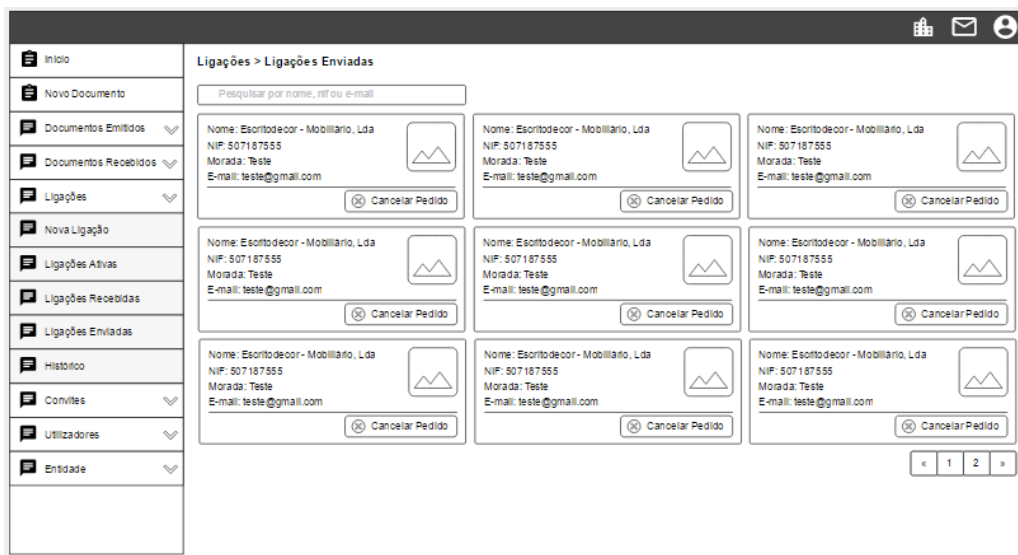 Início
Novo Documento
Documentos Emitidos
Documentos Recebidos
Ligações
Nova Ligação
Ligações Ativas
Ligações Recebidas
Ligações Enviadas
Histórico
Convites
Utilizadores
Entidade
Ligações > Ligações Enviadas
Pesquisar por nome, nif ou e-mail
Nome: Escritodecor - Mobiliário, Lda
NIF: 507187555
Morada: Teste
E-mail: teste@gmail.com
Cancelar Pedido
Nome: Escritodecor - Mobiliário, Lda
NIF: 507187555
Morada: Teste
E-mail: teste@gmail.com
Cancelar Pedido
Nome: Escritodecor - Mobiliário, Lda
NIF: 507187555
Morada: Teste
E-mail: teste@gmail.com
Cancelar Pedido
Nome: Escritodecor - Mobiliário, Lda
NIF: 507187555
Morada: Teste
E-mail: teste@gmail.com
Cancelar Pedido
Nome: Escritodecor - Mobiliário, Lda
NIF: 507187555
Morada: Teste
E-mail: teste@gmail.com
Cancelar Pedido
Nome: Escritodecor - Mobiliário, Lda
NIF: 507187555
Morada: Teste
E-mail: teste@gmail.com
Cancelar Pedido
Nome: Escritodecor - Mobiliário, Lda
NIF: 507187555
Morada: Teste
E-mail: teste@gmail.com
Cancelar Pedido
Nome: Escritodecor - Mobiliário, Lda
NIF: 507187555
Morada: Teste
E-mail: teste@gmail.com
Cancelar Pedido
Nome: Escritodecor - Mobiliário, Lda
NIF: 507187555
Morada: Teste
E-mail: teste@gmail.com
Cancelar Pedido
« 1 2 »